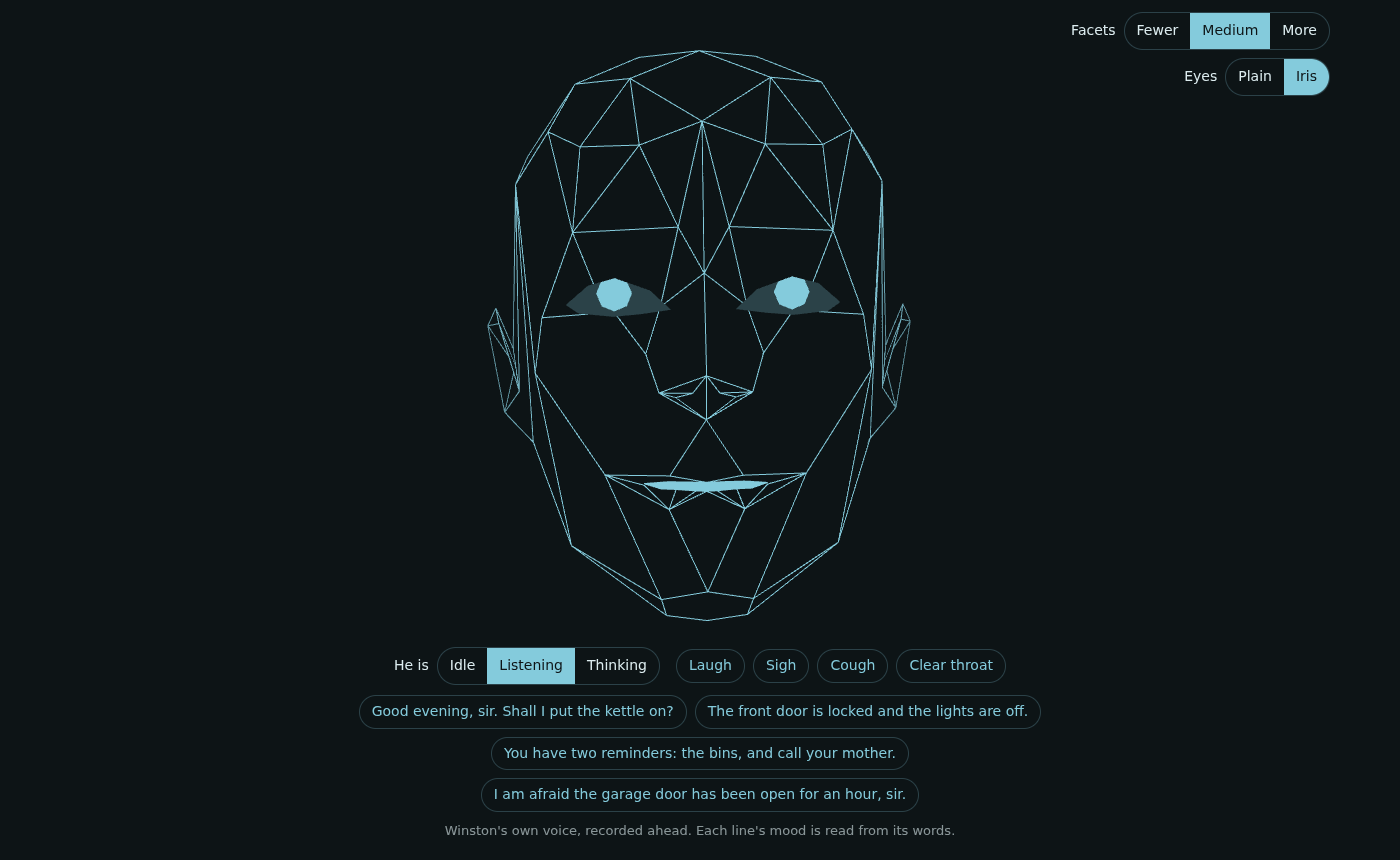 Facets Fewer Medium More
Eyes Plain Iris
He is Idle Listening Thinking Laugh Sigh Cough Clear throat
Good evening, sir. Shall I put the kettle on? The front door is locked and the lights are off.
You have two reminders: the bins, and call your mother.
I am afraid the garage door has been open for an hour, sir.
Winston's own voice, recorded ahead. Each line's mood is read from its words.